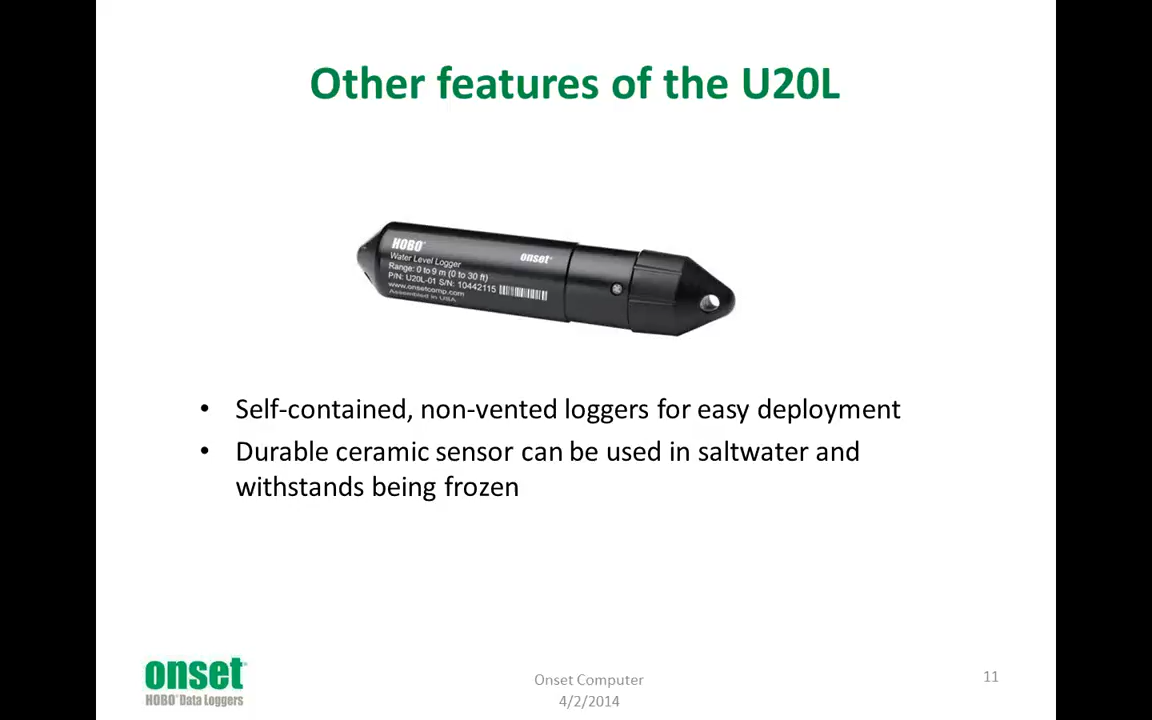 Other features of the U20L
HOBO®
onset®
Water Level Logger
Range: 0 to 9 m (0 to 30 ft)
P/N: U20L-01 S/N: 10442115
www.onsetcomp.com
Assembled in USA
• Self-contained, non-vented loggers for easy deployment
• Durable ceramic sensor can be used in saltwater and
withstands being frozen
onset®
HOBO® Data Loggers
Onset Computer
4/2/2014
11